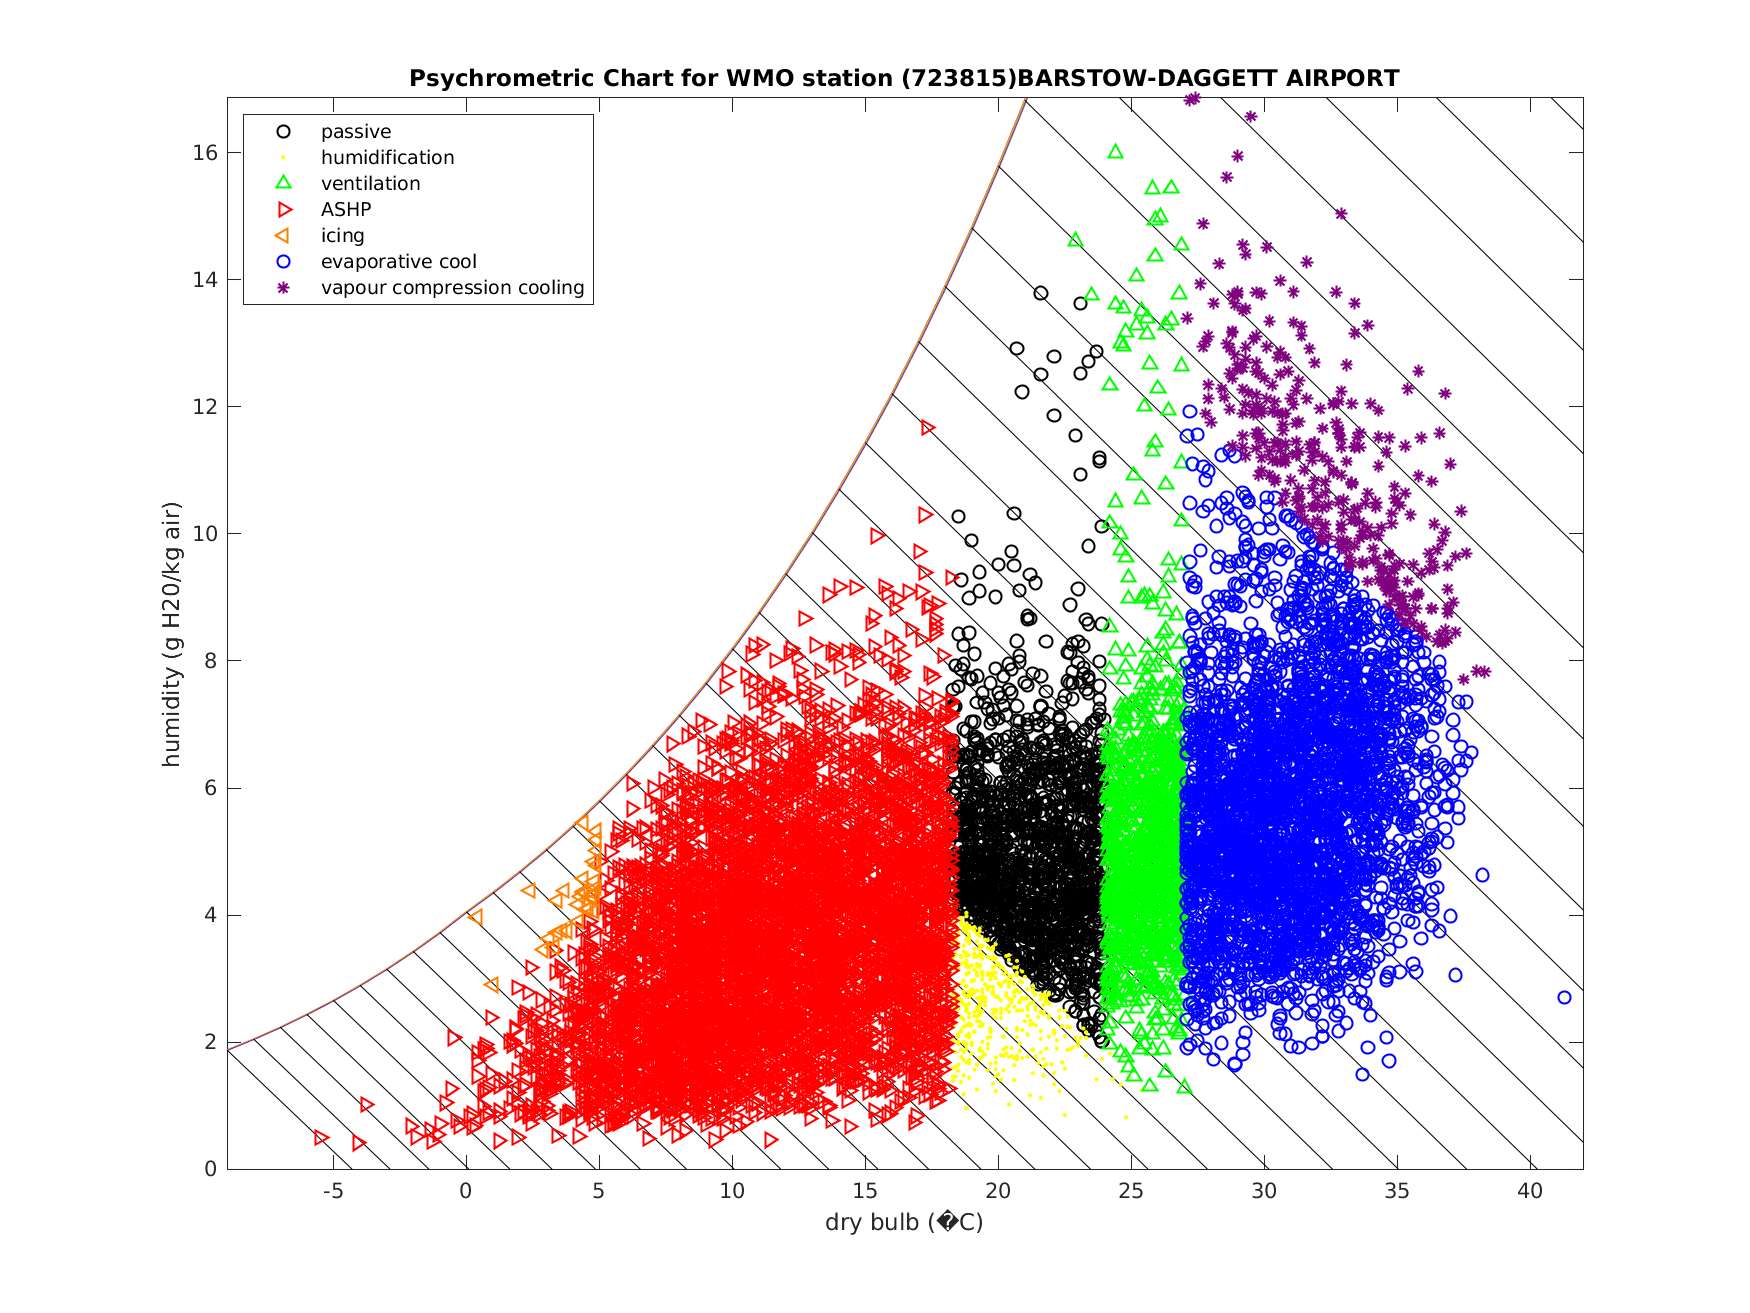 Psychrometric Chart for WMO station (723815)BARSTOW-DAGGETT AIRPORT
passive
humidification
ventilation
ASHP
icing
evaporative cool
vapour compression cooling
humidity (g H20/kg air)
16
14
12
10
8
6
4
2
0
-5 0 5 10 15 20 25 30 35 40
dry bulb (�C)